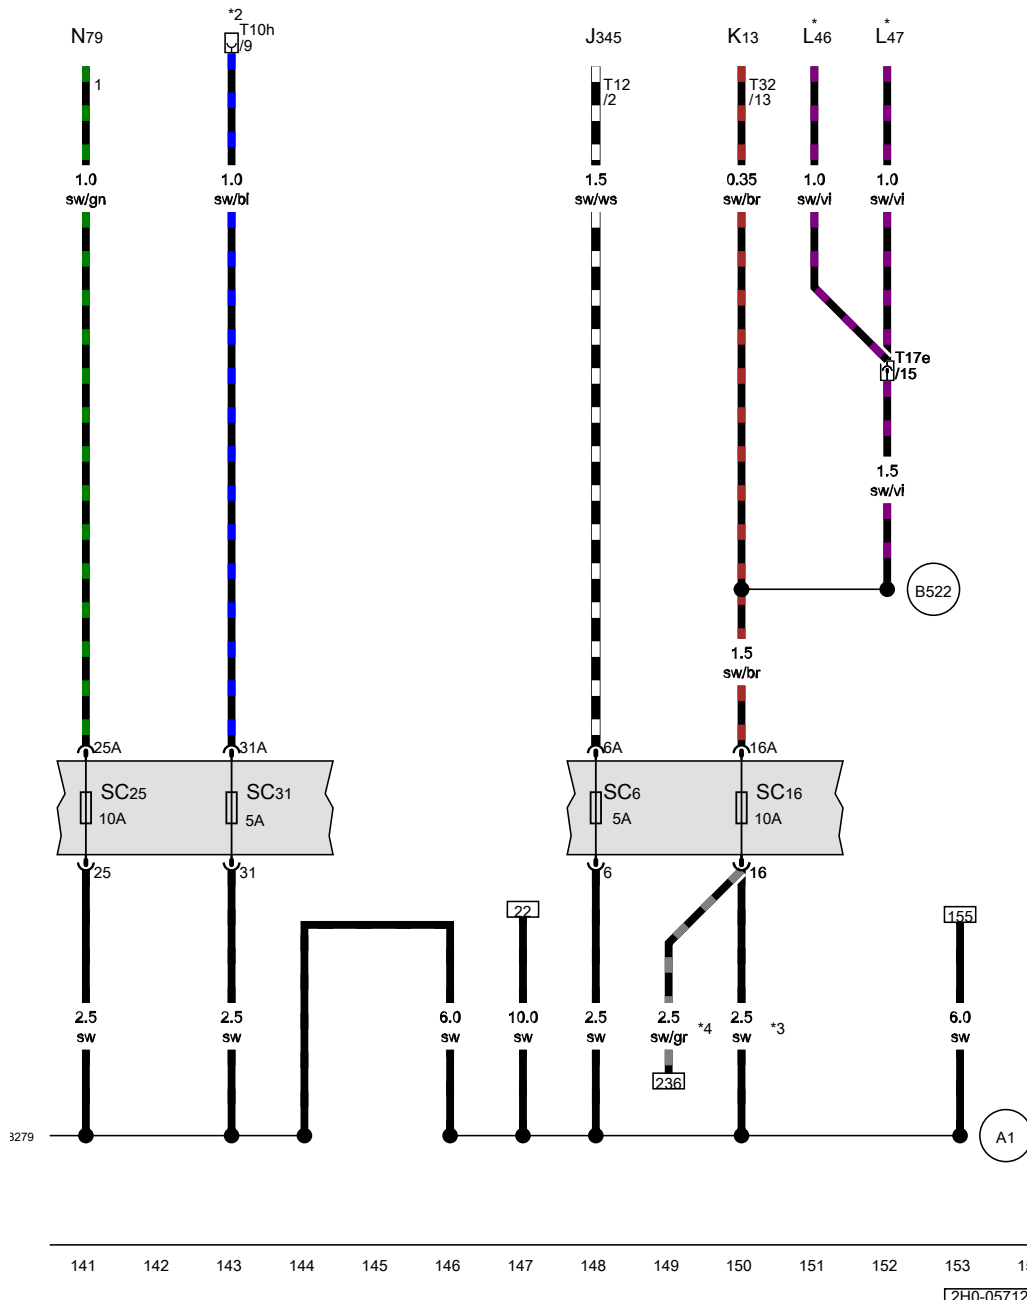 *2
N79
T10h
/9
J345
K13
*
L46
*
L47
1
T12
/2
T32
/13
1.0
sw/gn
1.0
sw/bl
1.5
sw/ws
0.35
sw/br
1.0
sw/vi
1.0
sw/vi
T17e
/15
1.5
sw/vi
B522
1.5
sw/br
25A
31A
6A
16A
SC25
10A
SC31
5A
SC6
5A
SC16
10A
25
31
6
16
22
155
2.5
sw
2.5
sw
6.0
sw
10.0
sw
2.5
sw
2.5
sw/gr
*4
2.5
sw
*3
6.0
sw
236
3279
A1
141 142 143 144 145 146 147 148 149 150 151 152 153
2H0-05712